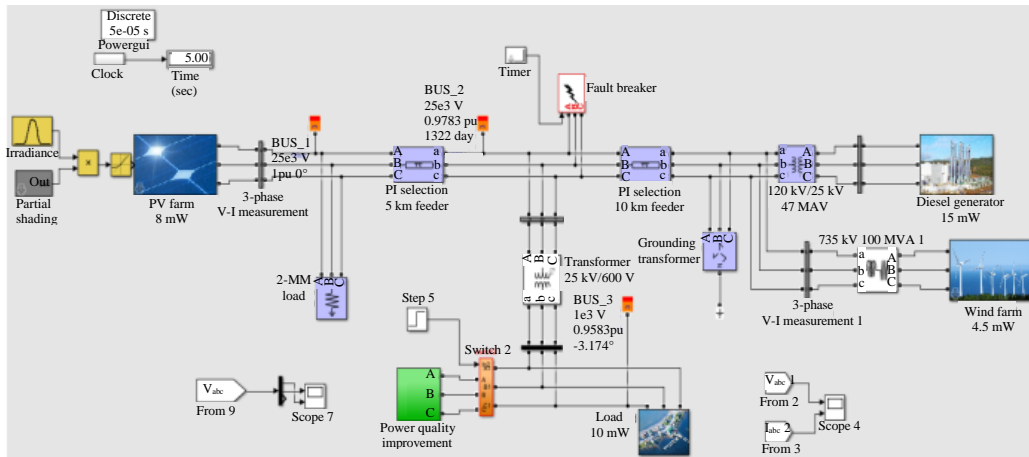 Discrete
5e-05 s
Powergui
Clock
5.00
Time
(sec)
Irradiance
Out
Partial
shading
×
PV farm
8 mW
BUS_1
25e3 V
1pu 0°
3-phase
V-I measurement
A
B
C
a
b
c
PI selection
5 km feeder
BUS_2
25e3 V
0.9783 pu
1322 day
Timer
Fault breaker
A
B
C
a
b
c
PI selection
10 km feeder
a
b
c
A
B
C
120 kV/25 kV
47 MAV
Diesel generator
15 mW
2-MM
load
A B C
A B C
a b c
Transformer
25 kV/600 V
Grounding
transformer
A B C
735 kV 100 MVA 1
a
b
c
A
B
C
3-phase
V-I measurement 1
Wind farm
4.5 mW
BUS_3
1e3 V
0.9583pu
-3.174°
Step 5
Switch 2
A
B
C
Power quality
improvement
Load
10 mW
Vabc
From 9
Scope 7
Vabc 1
From 2
Iabc 2
From 3
Scope 4